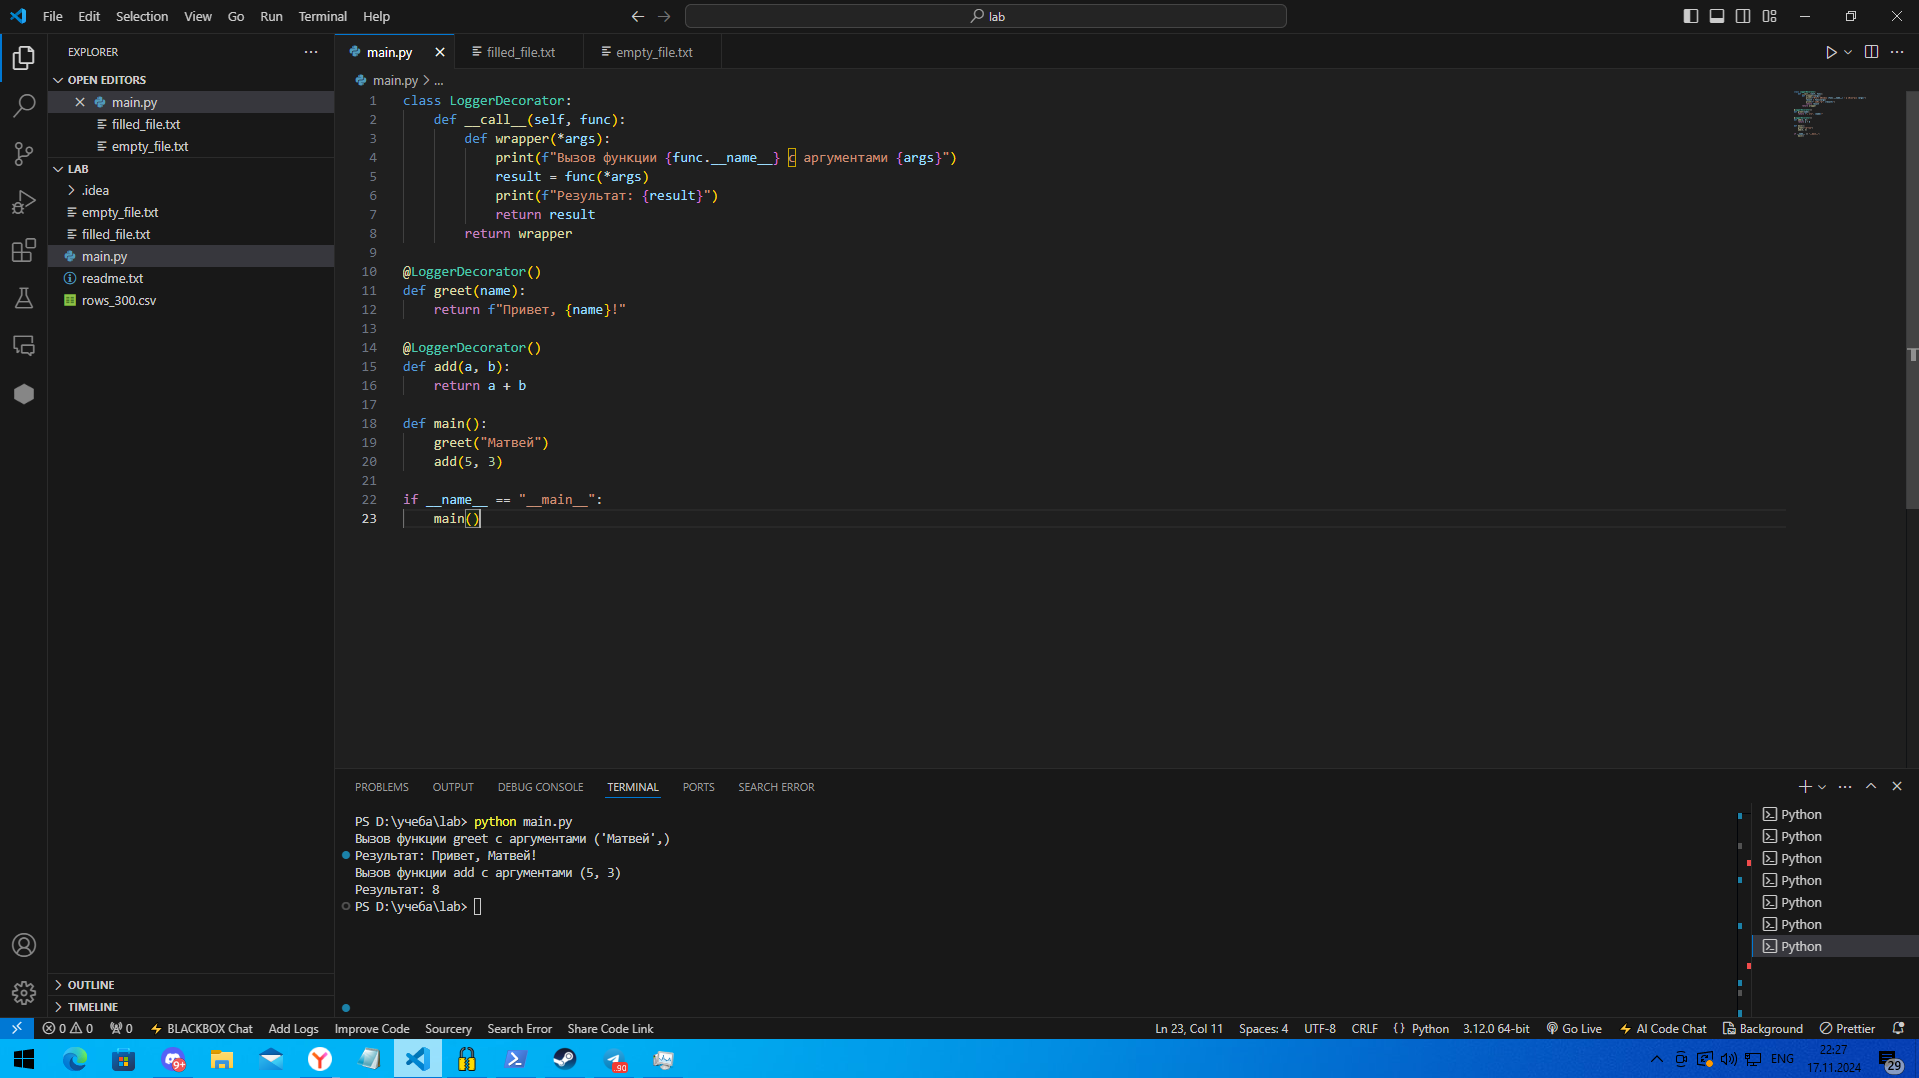 File Edit Selection View Go Run Terminal Help
lab
EXPLORER
OPEN EDITORS
main.py
filled_file.txt
empty_file.txt
LAB
.idea
empty_file.txt
filled_file.txt
main.py
readme.txt
rows_300.csv
OUTLINE
TIMELINE
main.py filled_file.txt empty_file.txt
main.py > ...
1 class LoggerDecorator:
2 def __call__(self, func):
3 def wrapper(*args):
4 print(f"Вызов функции {func.__name__} с аргументами {args}")
5 result = func(*args)
6 print(f"Результат: {result}")
7 return result
8 return wrapper
9
10 @LoggerDecorator()
11 def greet(name):
12 return f"Привет, {name}!"
13
14 @LoggerDecorator()
15 def add(a, b):
16 return a + b
17
18 def main():
19 greet("Матвей")
20 add(5, 3)
21
22 if __name__ == "__main__":
23 main()
PROBLEMS OUTPUT DEBUG CONSOLE TERMINAL PORTS SEARCH ERROR
PS D:\учеба\lab> python main.py
Вызов функции greet с аргументами ('Матвей',)
Результат: Привет, Матвей!
Вызов функции add с аргументами (5, 3)
Результат: 8
PS D:\учеба\lab>
Python
Python
Python
Python
Python
Python
Python
0 0 0 BLACKBOX Chat Add Logs Improve Code Sourcery Search Error Share Code Link
Ln 23, Col 11 Spaces: 4 UTF-8 CRLF {} Python 3.12.0 64-bit Go Live AI Code Chat Background Prettier
9+
90
ENG
22:27
17.11.2024
29